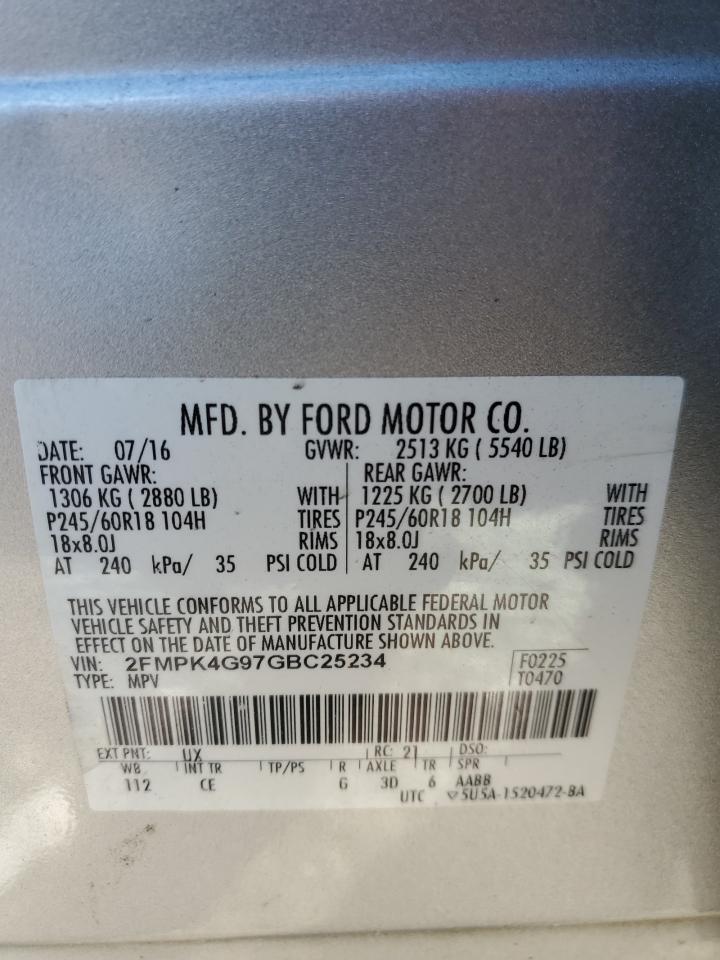 MFD. BY FORD MOTOR CO.
DATE: 07/16 GVWR: 2513 KG ( 5540 LB)
FRONT GAWR: REAR GAWR:
1306 KG ( 2880 LB) WITH 1225 KG ( 2700 LB) WITH
P245/60R18 104H TIRES P245/60R18 104H TIRES
18x8.0J RIMS 18x8.0J RIMS
AT 240 kPa/ 35 PSI COLD AT 240 kPa/ 35 PSI COLD
THIS VEHICLE CONFORMS TO ALL APPLICABLE FEDERAL MOTOR
VEHICLE SAFETY AND THEFT PREVENTION STANDARDS IN
EFFECT ON THE DATE OF MANUFACTURE SHOWN ABOVE.
VIN: 2FMPK4G97GBC25234 F0225
TYPE: MPV T0470
EXT PNT: UX RC: 21 DSO:
WB INT TR TP/PS R AXLE TR SPR
112 CE G 3D 6 AABB
UTC 5U5A-1520472-BA